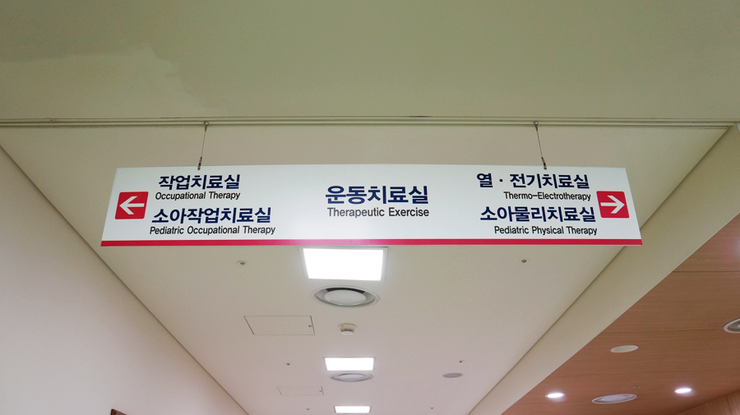 작업치료실
Occupational Therapy
소아작업치료실
Pediatric Occupational Therapy
운동치료실
Therapeutic Exercise
열 · 전기치료실
Thermo-Electrotherapy
소아물리치료실
Pediatric Physical Therapy